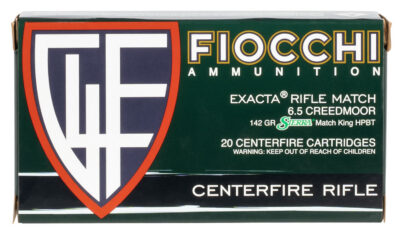 GFL
FIOCCHI
AMMUNITION
EXACTA® RIFLE MATCH
6.5 CREEDMOOR
142 GR SIERRA Match King HPBT
20 CENTERFIRE CARTRIDGES
WARNING: KEEP OUT OF REACH OF CHILDREN
CENTERFIRE RIFLE